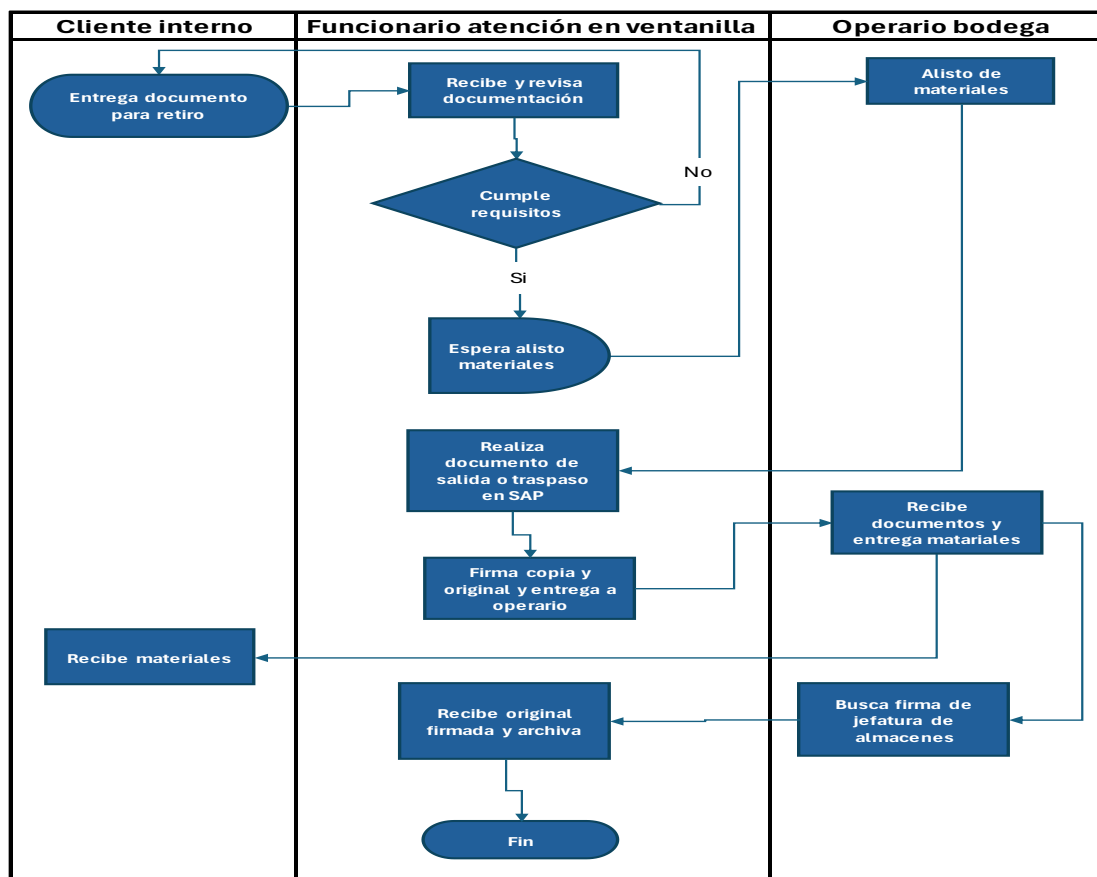 Cliente interno
Funcionario atención en ventanilla
Operario bodega
Entrega documento
para retiro
Recibe y revisa
documentación
Alisto de
materiales
No
Cumple
requisitos
Si
Espera alisto
materiales
Realiza
documento de
salida o traspaso
en SAP
Recibe
documentos y
entrega matariales
Firma copia y
original y entrega a
operario
Recibe materiales
Recibe original
firmada y archiva
Busca firma de
jefatura de
almacenes
Fin